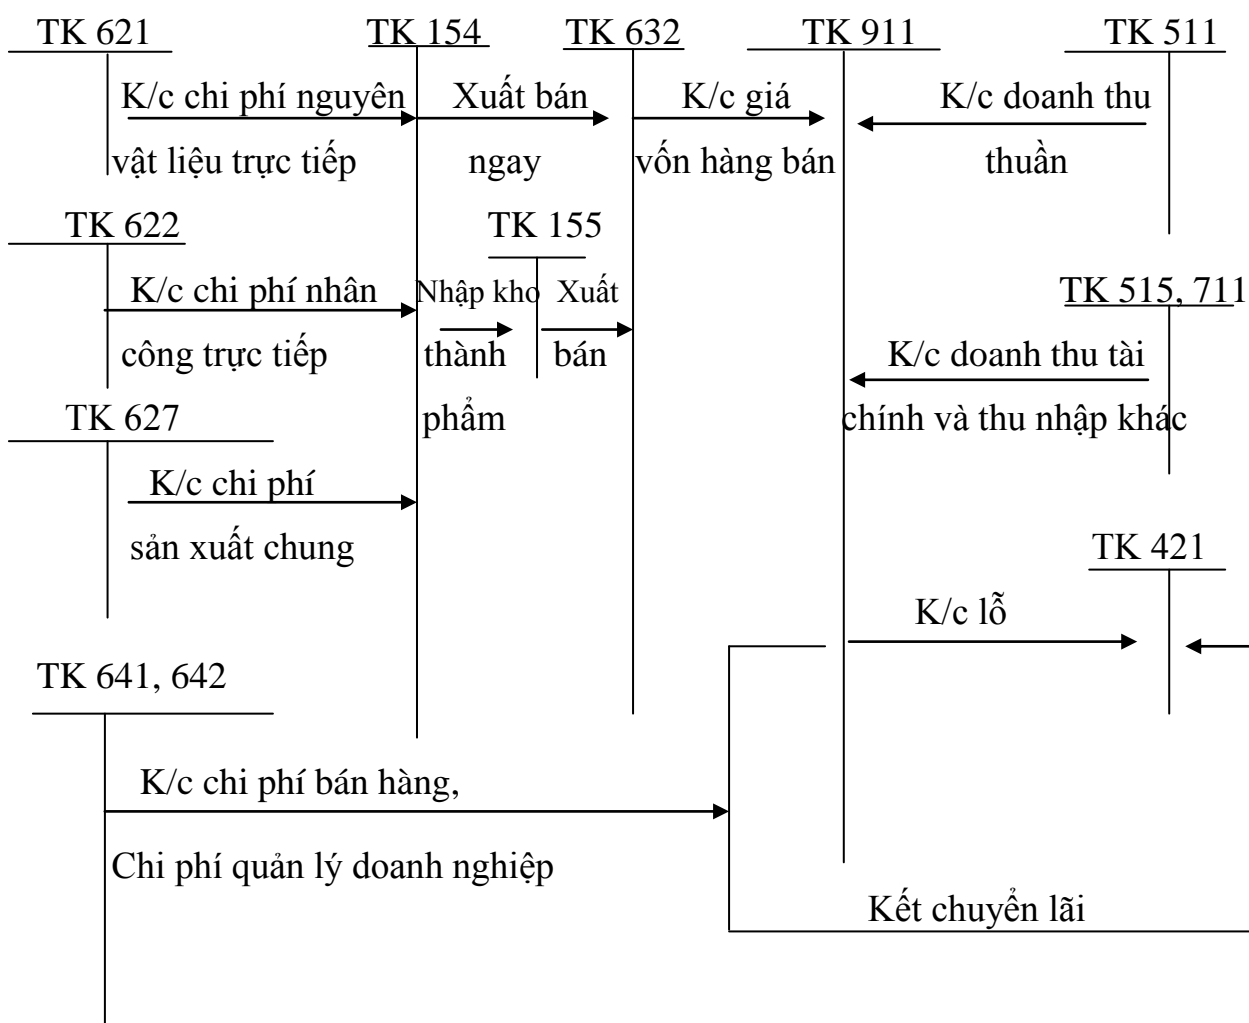 TK 621 TK 154 TK 632 TK 911 TK 511
K/c chi phí nguyên Xuất bán K/c giá K/c doanh thu
vật liệu trực tiếp ngay vốn hàng bán thuần
TK 622 TK 155
K/c chi phí nhân Nhập kho Xuất TK 515, 711
công trực tiếp thành bán K/c doanh thu tài
TK 627 phẩm chính và thu nhập khác
K/c chi phí
sản xuất chung TK 421
K/c lỗ
TK 641, 642
K/c chi phí bán hàng,
Chi phí quản lý doanh nghiệp
Kết chuyển lãi